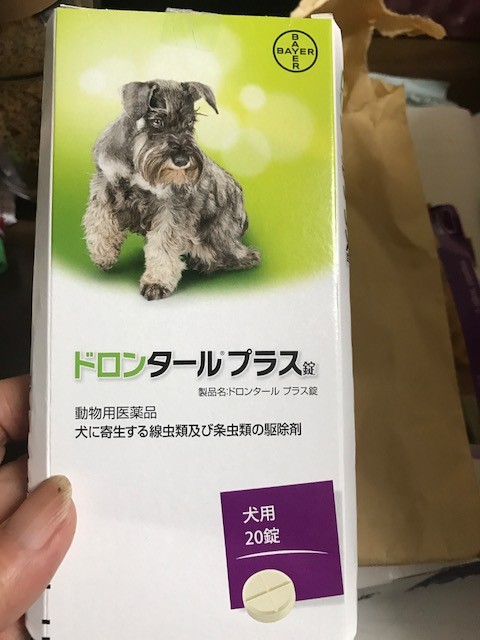 BAYER
BAYER
ドロンタール®プラス錠
製品名:ドロンタール プラス錠
動物用医薬品
犬に寄生する線虫類及び条虫類の駆除剤
犬用
20錠